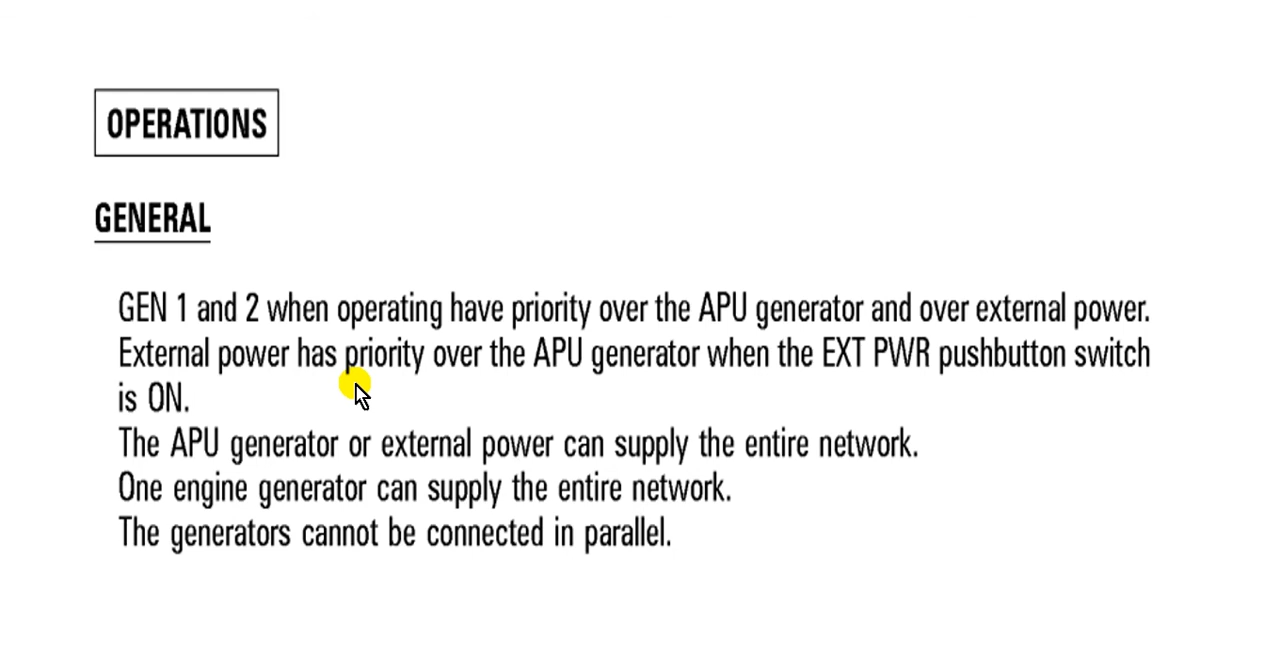 OPERATIONS
GENERAL
GEN 1 and 2 when operating have priority over the APU generator and over external power.
External power has priority over the APU generator when the EXT PWR pushbutton switch
is ON.
The APU generator or external power can supply the entire network.
One engine generator can supply the entire network.
The generators cannot be connected in parallel.